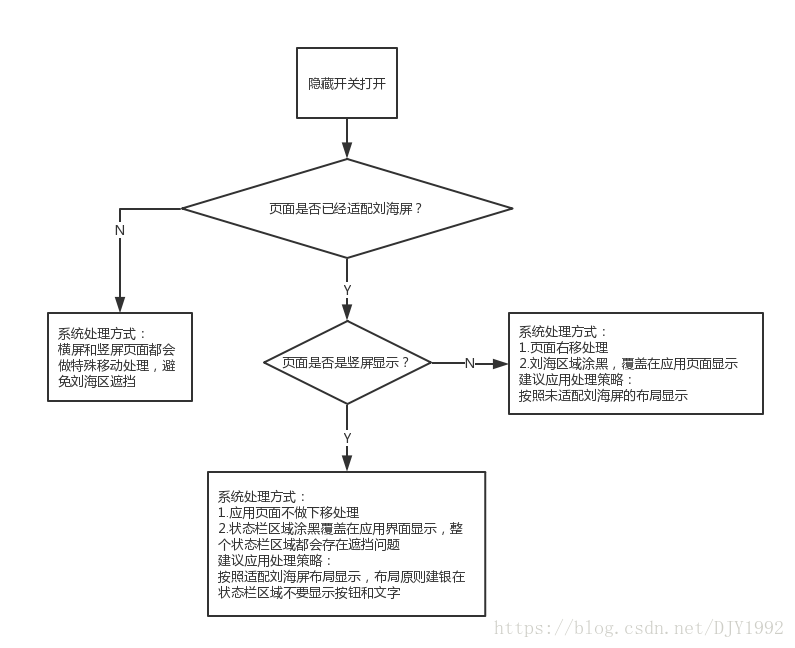 隐藏开关打开
页面是否已经适配刘海屏？
N
Y
系统处理方式：
横屏和竖屏页面都会
做特殊移动处理，避
免刘海区遮挡
页面是否是竖屏显示？
N
系统处理方式：
1.页面右移处理
2.刘海区域涂黑，覆盖在应用页面显示
建议应用处理策略：
按照未适配刘海屏的布局显示
Y
系统处理方式：
1.应用页面不做下移处理
2.状态栏区域涂黑覆盖在应用界面显示，整
个状态栏区域都会存在遮挡问题
建议应用处理策略：
按照适配刘海屏布局显示，布局原则建银在
状态栏区域不要显示按钮和文字
https://blog.csdn.net/DJY1992